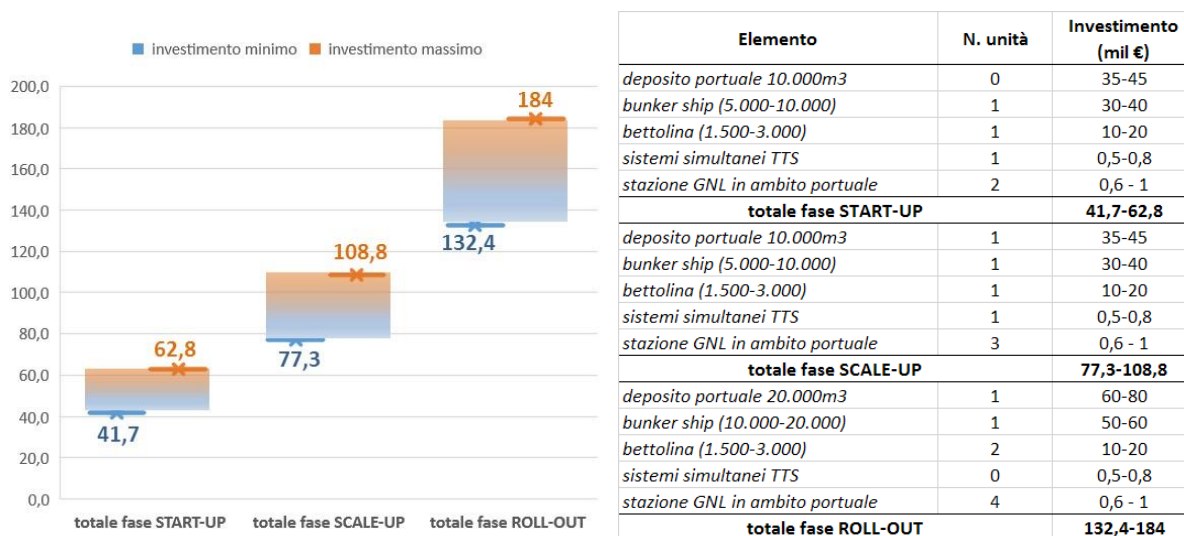 investimento minimo investimento massimo
200,0
180,0
160,0
140,0
120,0
100,0
80,0
60,0
40,0
20,0
0,0
41,7
62,8
77,3
108,8
132,4
184
totale fase START-UP totale fase SCALE-UP totale fase ROLL-OUT
Elemento N. unità Investimento
(mil €)
deposito portuale 10.000m3 0 35-45
bunker ship (5.000-10.000) 1 30-40
bettolina (1.500-3.000) 1 10-20
sistemi simultanei TTS 1 0,5-0,8
stazione GNL in ambito portuale 2 0,6 - 1
totale fase START-UP 41,7-62,8
deposito portuale 10.000m3 1 35-45
bunker ship (5.000-10.000) 1 30-40
bettolina (1.500-3.000) 1 10-20
sistemi simultanei TTS 1 0,5-0,8
stazione GNL in ambito portuale 3 0,6 - 1
totale fase SCALE-UP 77,3-108,8
deposito portuale 20.000m3 1 60-80
bunker ship (10.000-20.000) 1 50-60
bettolina (1.500-3.000) 2 10-20
sistemi simultanei TTS 0 0,5-0,8
stazione GNL in ambito portuale 4 0,6 - 1
totale fase ROLL-OUT 132,4-184